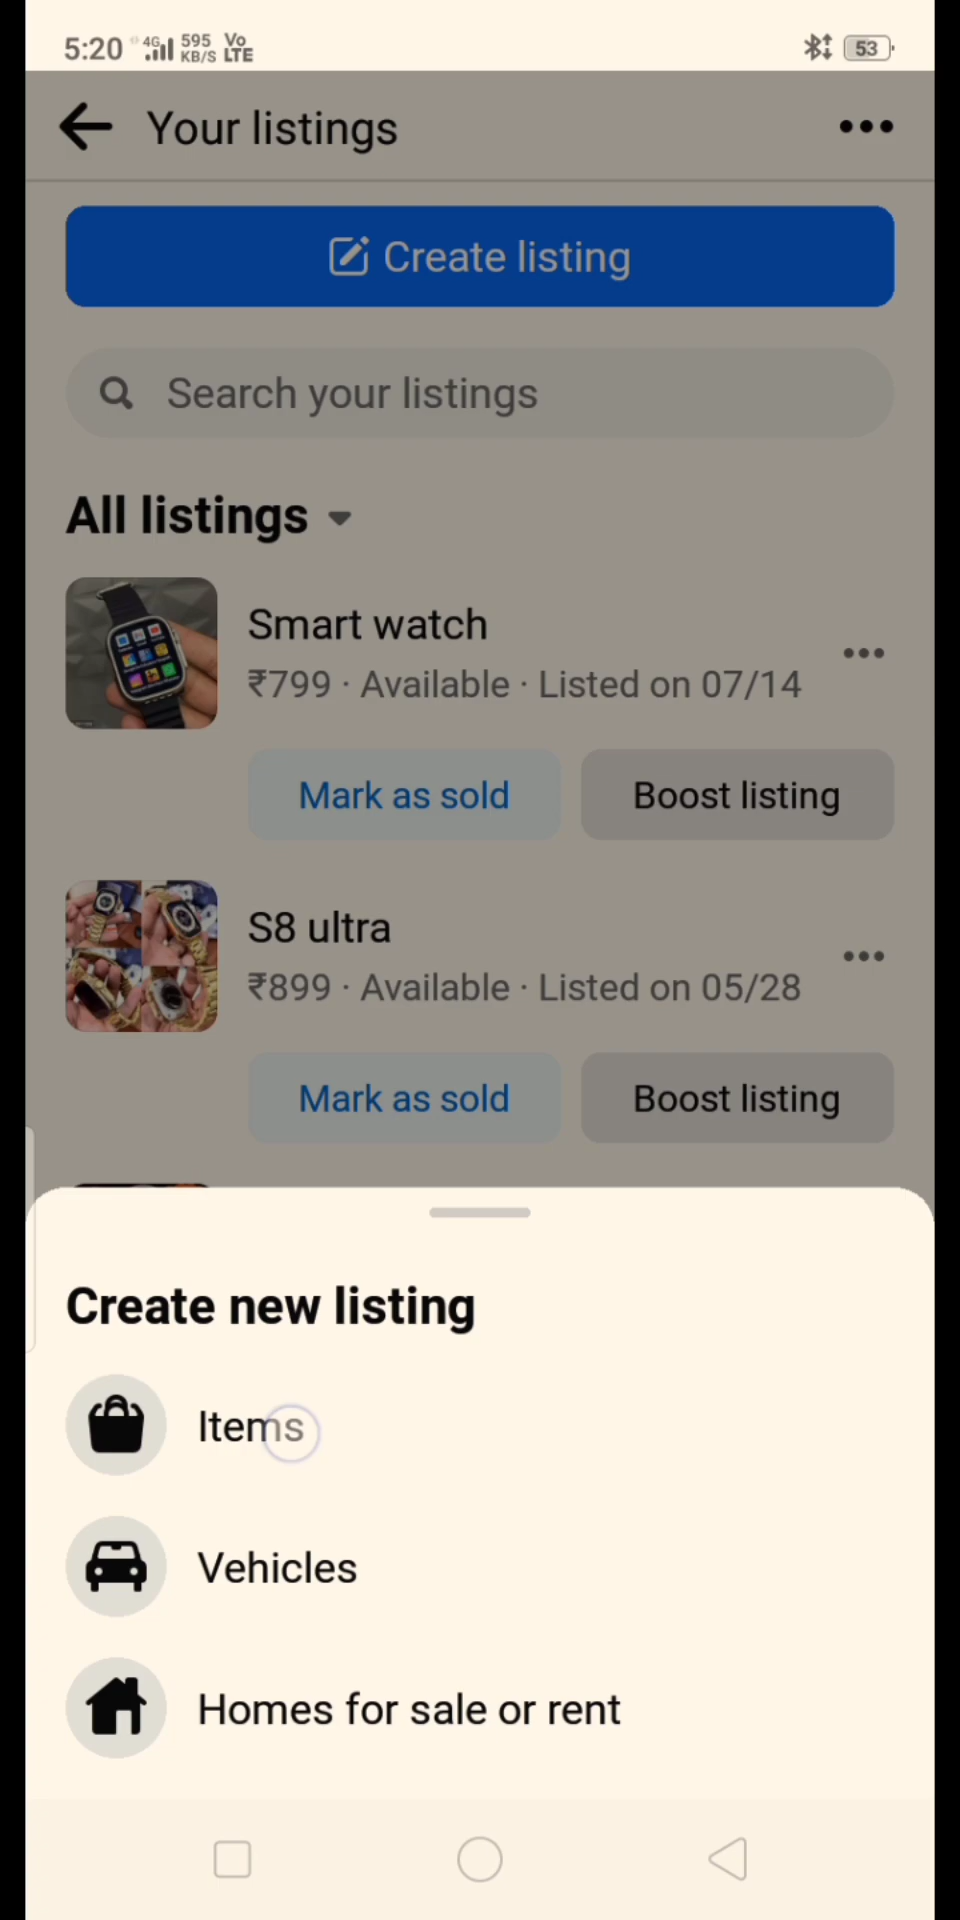 5:20 4G 595 KB/S Vo LTE 53
Your listings
Create listing
Search your listings
All listings
Smart watch
₹799 · Available · Listed on 07/14
Mark as sold Boost listing
S8 ultra
₹899 · Available · Listed on 05/28
Mark as sold Boost listing
Create new listing
Items
Vehicles
Homes for sale or rent